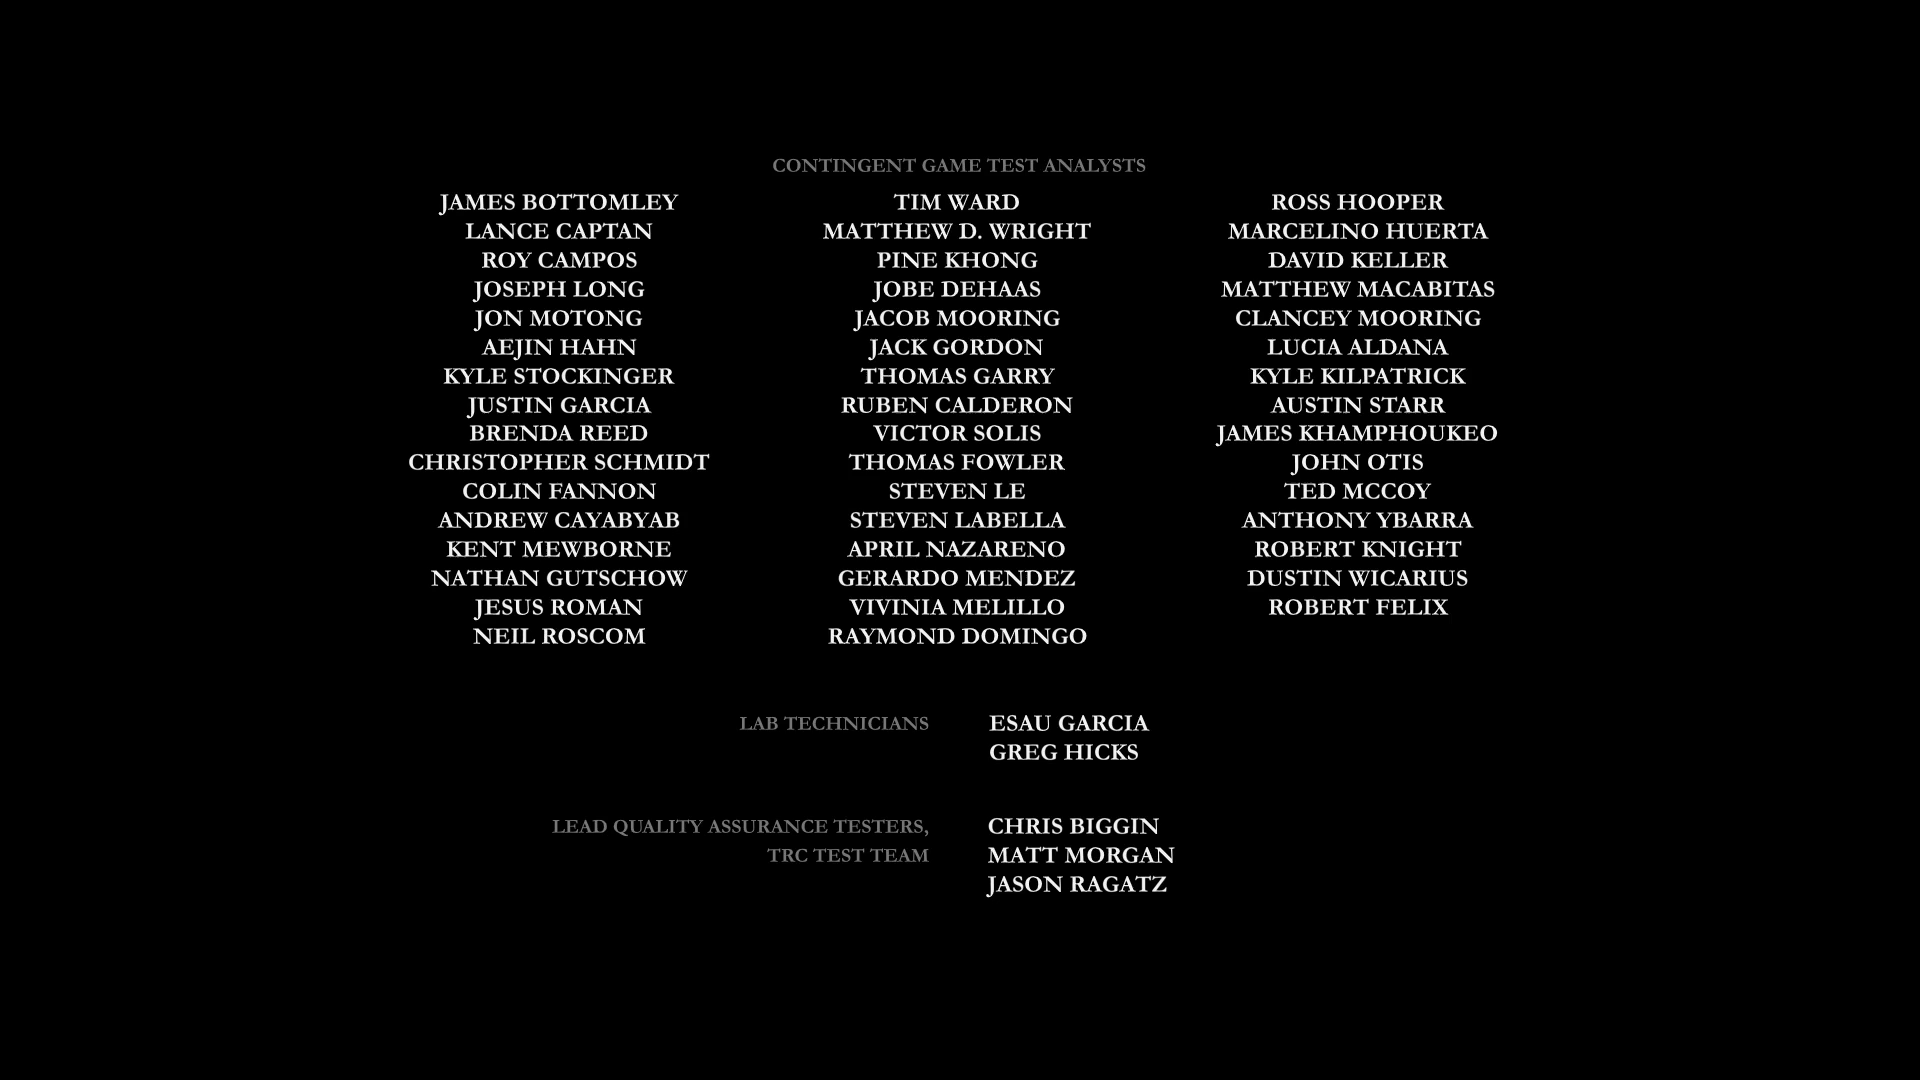 CONTINGENT GAME TEST ANALYSTS
JAMES BOTTOMLEY TIM WARD ROSS HOOPER
LANCE CAPTAN MATTHEW D. WRIGHT MARCELINO HUERTA
ROY CAMPOS PINE KHONG DAVID KELLER
JOSEPH LONG JOBE DEHAAS MATTHEW MACABITAS
JON MOTONG JACOB MOORING CLANCEY MOORING
AEJIN HAHN JACK GORDON LUCIA ALDANA
KYLE STOCKINGER THOMAS GARRY KYLE KILPATRICK
JUSTIN GARCIA RUBEN CALDERON AUSTIN STARR
BRENDA REED VICTOR SOLIS JAMES KHAMPHOUKEO
CHRISTOPHER SCHMIDT THOMAS FOWLER JOHN OTIS
COLIN FANNON STEVEN LE TED MCCOY
ANDREW CAYABYAB STEVEN LABELLA ANTHONY YBARRA
KENT MEWBORNE APRIL NAZARENO ROBERT KNIGHT
NATHAN GUTSCHOW GERARDO MENDEZ DUSTIN WICARIUS
JESUS ROMAN VIVINIA MELILLO ROBERT FELIX
NEIL ROSCOM RAYMOND DOMINGO
LAB TECHNICIANS ESAU GARCIA
GREG HICKS
LEAD QUALITY ASSURANCE TESTERS, CHRIS BIGGIN
TRC TEST TEAM MATT MORGAN
JASON RAGATZ